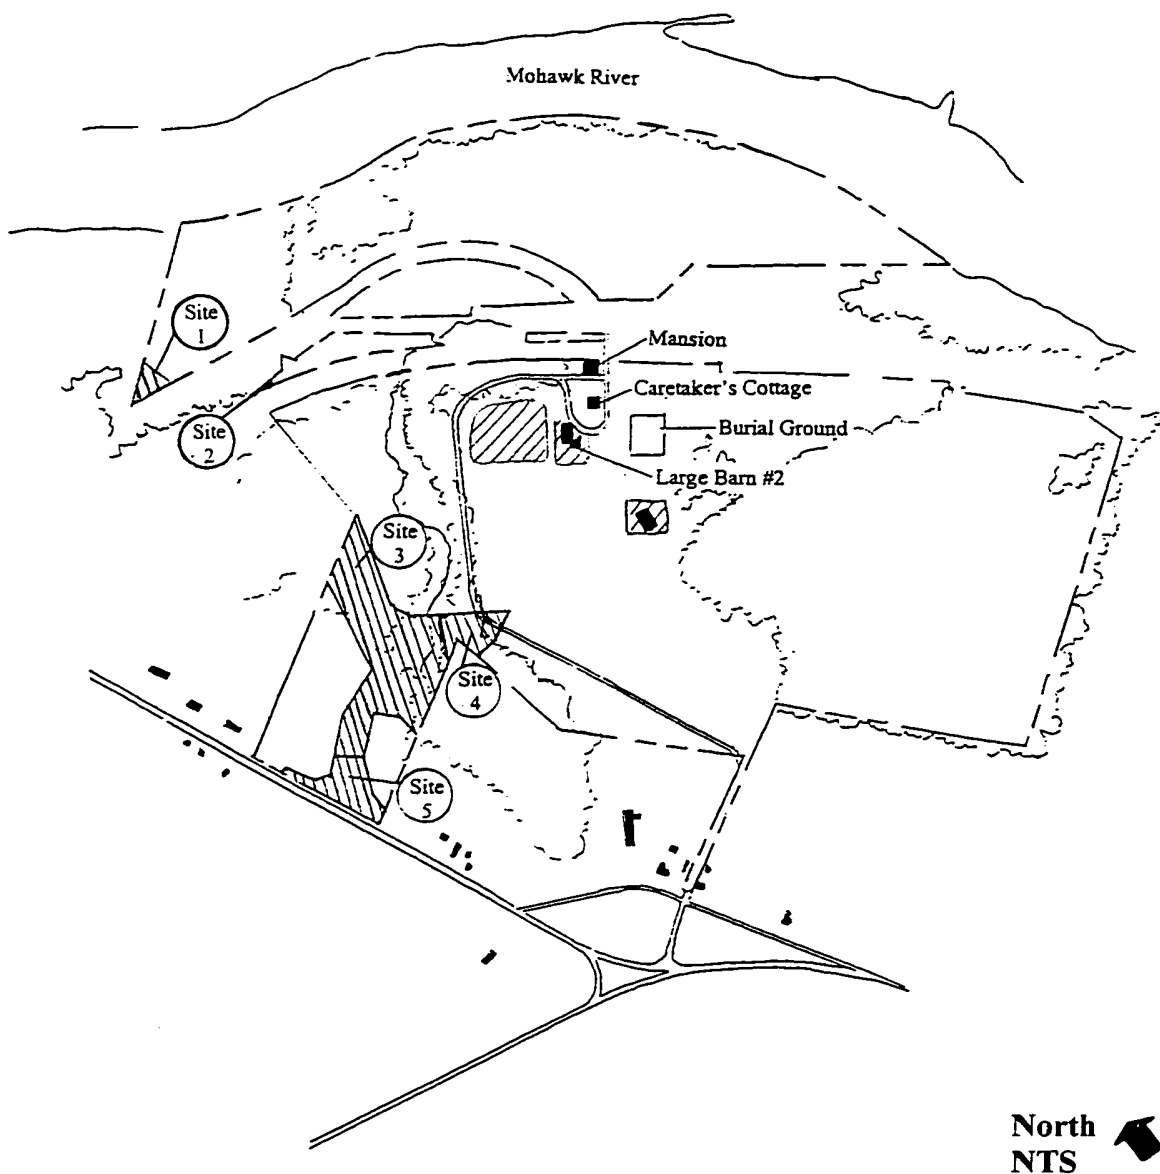 Mohawk River
Site
1
Mansion
Caretaker's Cottage
Site
2
Burial Ground
Large Barn #2
Site
3
Site
4
Site
5
North
NTS